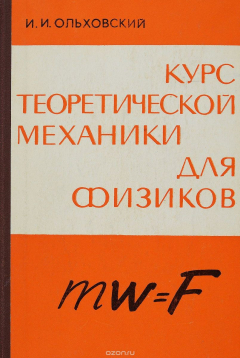 И. И. ОЛЬХОВСКИЙ
КУРС
ТЕОРЕТИЧЕСКОЙ
МЕХАНИКИ
ДЛЯ
ФИЗИКОВ
mw=F
ozon.ru